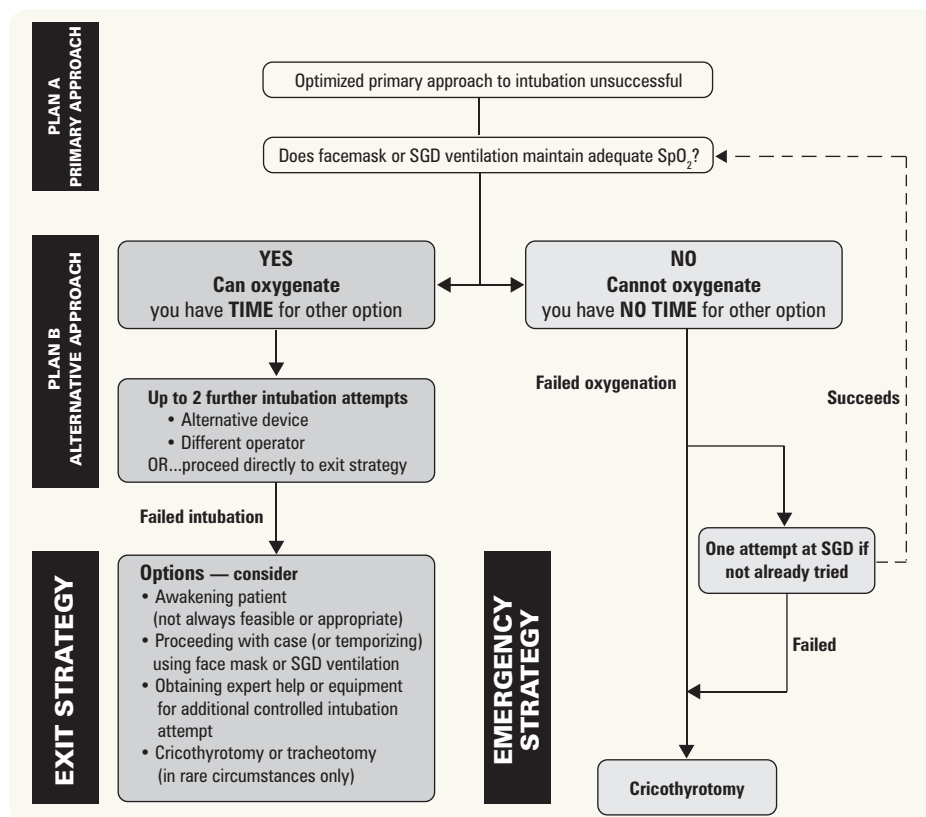 PLAN A
PRIMARY APPROACH
Optimized primary approach to intubation unsuccessful
Does facemask or SGD ventilation maintain adequate SpO₂?
PLAN B
ALTERNATIVE APPROACH
YES
Can oxygenate
you have TIME for other option
NO
Cannot oxygenate
you have NO TIME for other option
Up to 2 further intubation attempts
• Alternative device
• Different operator
OR...proceed directly to exit strategy
Failed oxygenation
Succeeds
Failed intubation
EXIT STRATEGY
Options — consider
• Awakening patient
(not always feasible or appropriate)
• Proceeding with case (or temporizing)
using face mask or SGD ventilation
• Obtaining expert help or equipment
for additional controlled intubation
attempt
• Cricothyrotomy or tracheotomy
(in rare circumstances only)
EMERGENCY
STRATEGY
One attempt at SGD if
not already tried
Failed
Cricothyrotomy